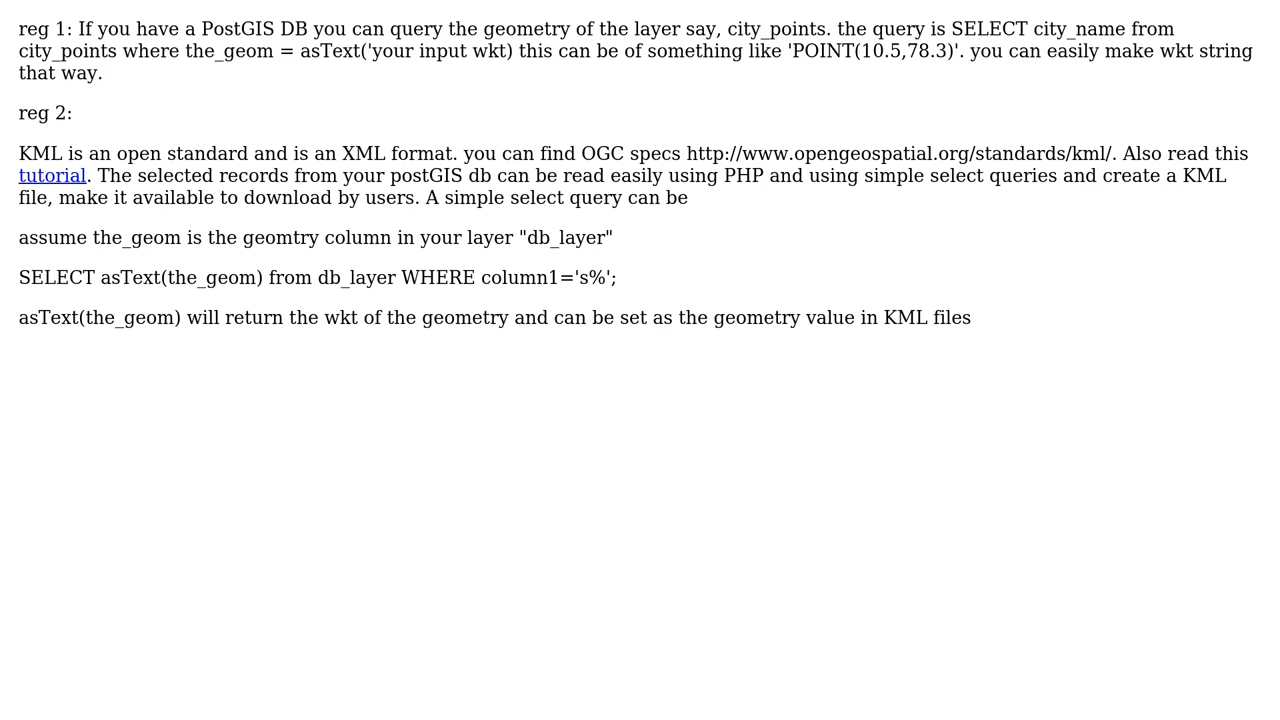 reg 1: If you have a PostGIS DB you can query the geometry of the layer say, city_points. the query is SELECT city_name from
city_points where the_geom = asText('your input wkt) this can be of something like 'POINT(10.5,78.3)'. you can easily make wkt string
that way.
reg 2:
KML is an open standard and is an XML format. you can find OGC specs http://www.opengeospatial.org/standards/kml/. Also read this
tutorial. The selected records from your postGIS db can be read easily using PHP and using simple select queries and create a KML
file, make it available to download by users. A simple select query can be
assume the_geom is the geomtry column in your layer "db_layer"
SELECT asText(the_geom) from db_layer WHERE column1='s%';
asText(the_geom) will return the wkt of the geometry and can be set as the geometry value in KML files